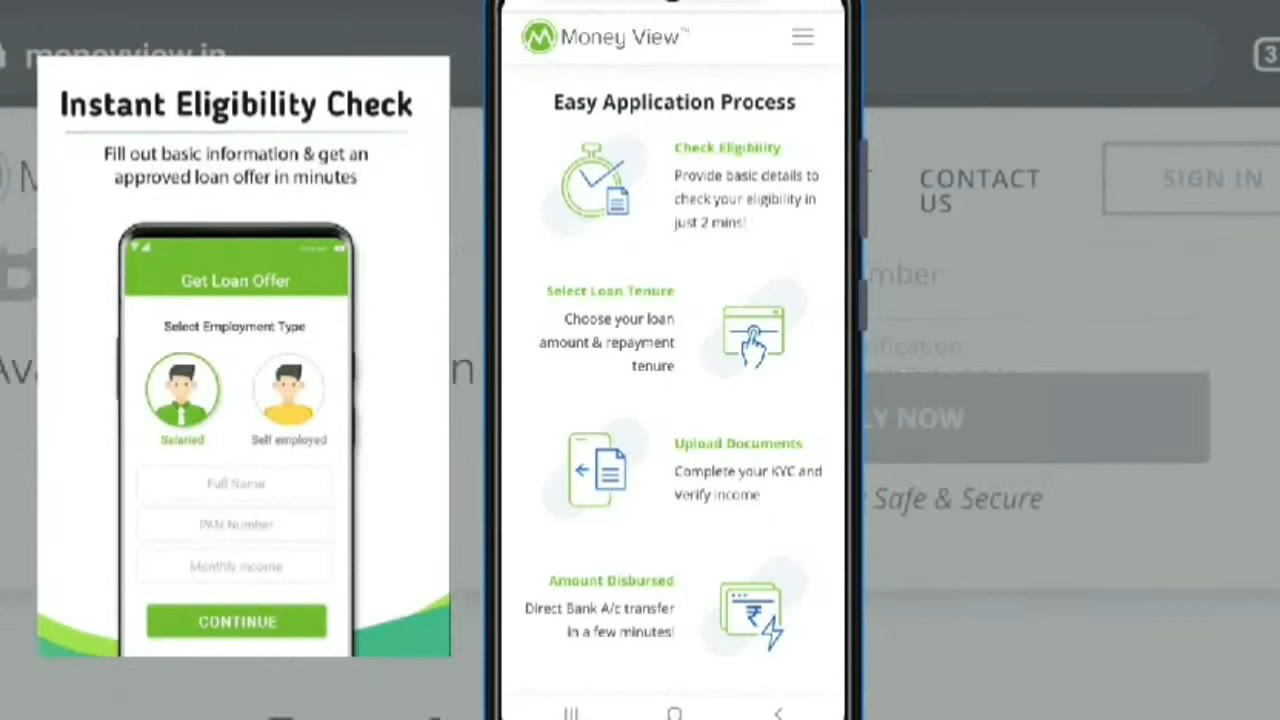 moneyview.in
3
Instant Eligibility Check
Fill out basic information & get an
approved loan offer in minutes
Get Loan Offer
Select Employment Type
Salaried
Self employed
Full Name
PAN Number
Monthly income
CONTINUE
Money View™
Easy Application Process
Check Eligibility
Provide basic details to
check your eligibility in
just 2 mins!
Select Loan Tenure
Choose your loan
amount & repayment
tenure
Upload Documents
Complete your KYC and
Verify income
Amount Disbursed
Direct Bank A/c transfer
in a few minutes!
CONTACT
US
SIGN IN
Safe & Secure